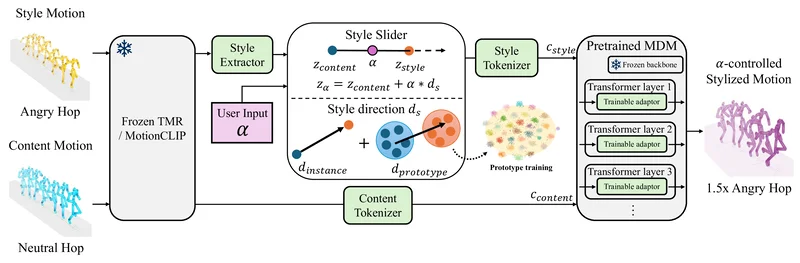 Style Motion
Angry Hop
Content Motion
Neutral Hop
Frozen TMR
/ MotionCLIP
Style
Extractor
User Input
α
Style Slider
z_content α z_style
z_α = z_content + α * d_s
Style direction d_s
d_instance + d_prototype
Prototype training
Style
Tokenizer
Content
Tokenizer
c_style
c_content
Pretrained MDM
Frozen backbone
Transformer layer 1
Trainable adaptor
Transformer layer 2
Trainable adaptor
Transformer layer 3
Trainable adaptor
⋮
α-controlled
Stylized Motion
1.5x Angry Hop